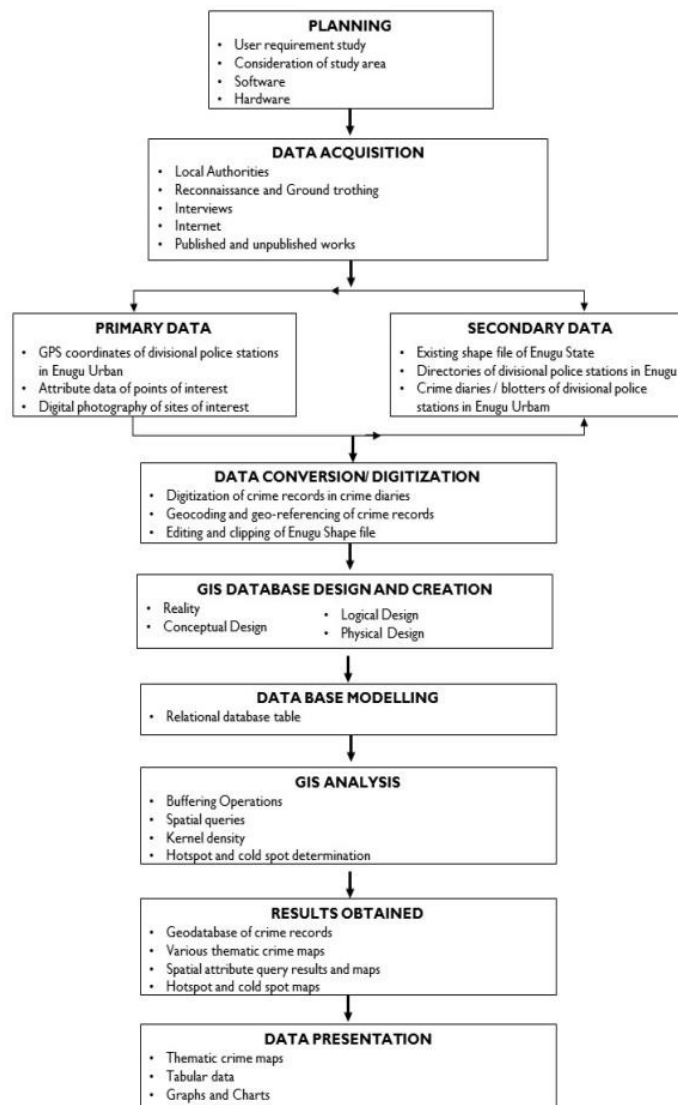 PLANNING
• User requirement study
• Consideration of study area
• Software
• Hardware
DATA ACQUISITION
• Local Authorities
• Reconnaissance and Ground trothing
• Interviews
• Internet
• Published and unpublished works
PRIMARY DATA
• GPS coordinates of divisional police stations
in Enugu Urban
• Attribute data of points of interest
• Digital photography of sites of interest
SECONDARY DATA
• Existing shape file of Enugu State
• Directories of divisional police stations in Enugu
• Crime diaries / blotters of divisional police
stations in Enugu Urbam
DATA CONVERSION/ DIGITIZATION
• Digitization of crime records in crime diaries
• Geocoding and geo-referencing of crime records
• Editing and clipping of Enugu Shape file
GIS DATABASE DESIGN AND CREATION
• Reality
• Conceptual Design
• Logical Design
• Physical Design
DATA BASE MODELLING
• Relational database table
GIS ANALYSIS
• Buffering Operations
• Spatial queries
• Kernel density
• Hotspot and cold spot determination
RESULTS OBTAINED
• Geodatabase of crime records
• Various thematic crime maps
• Spatial attribute query results and maps
• Hotspot and cold spot maps
DATA PRESENTATION
• Thematic crime maps
• Tabular data
• Graphs and Charts